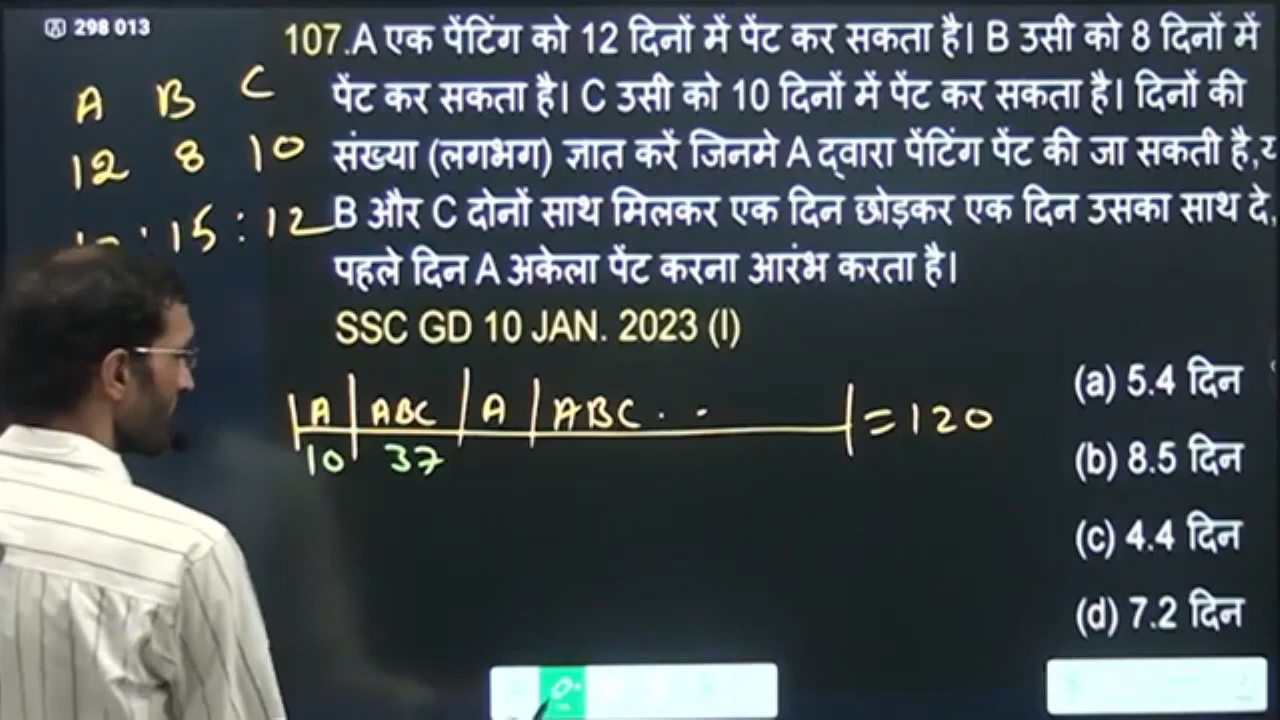 298 013
107.A एक पेंटिंग को 12 दिनों में पेंट कर सकता है। B उसी को 8 दिनों में
पेंट कर सकता है। C उसी को 10 दिनों में पेंट कर सकता है। दिनों की
संख्या (लगभग) ज्ञात करें जिनमे A द्वारा पेंटिंग पेंट की जा सकती है,
B और C दोनों साथ मिलकर एक दिन छोड़कर एक दिन उसका साथ दे,
पहले दिन A अकेला पेंट करना आरंभ करता है।
SSC GD 10 JAN. 2023 (I)
A B C
12 8 10
: 15 : 12
A | ABC | A | ABC . . | = 120
10 37
(a) 5.4 दिन
(b) 8.5 दिन
(c) 4.4 दिन
(d) 7.2 दिन